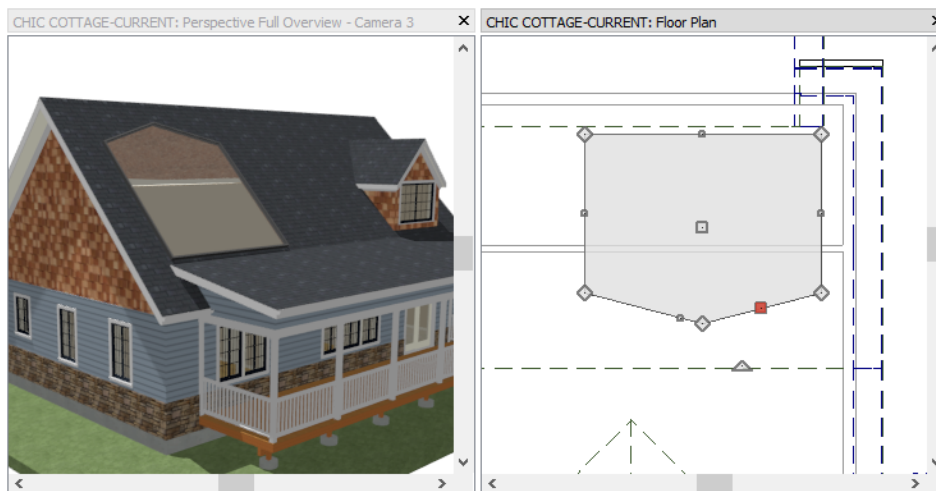 CHIC COTTAGE-CURRENT: Perspective Full Overview - Camera 3
CHIC COTTAGE-CURRENT: Floor Plan